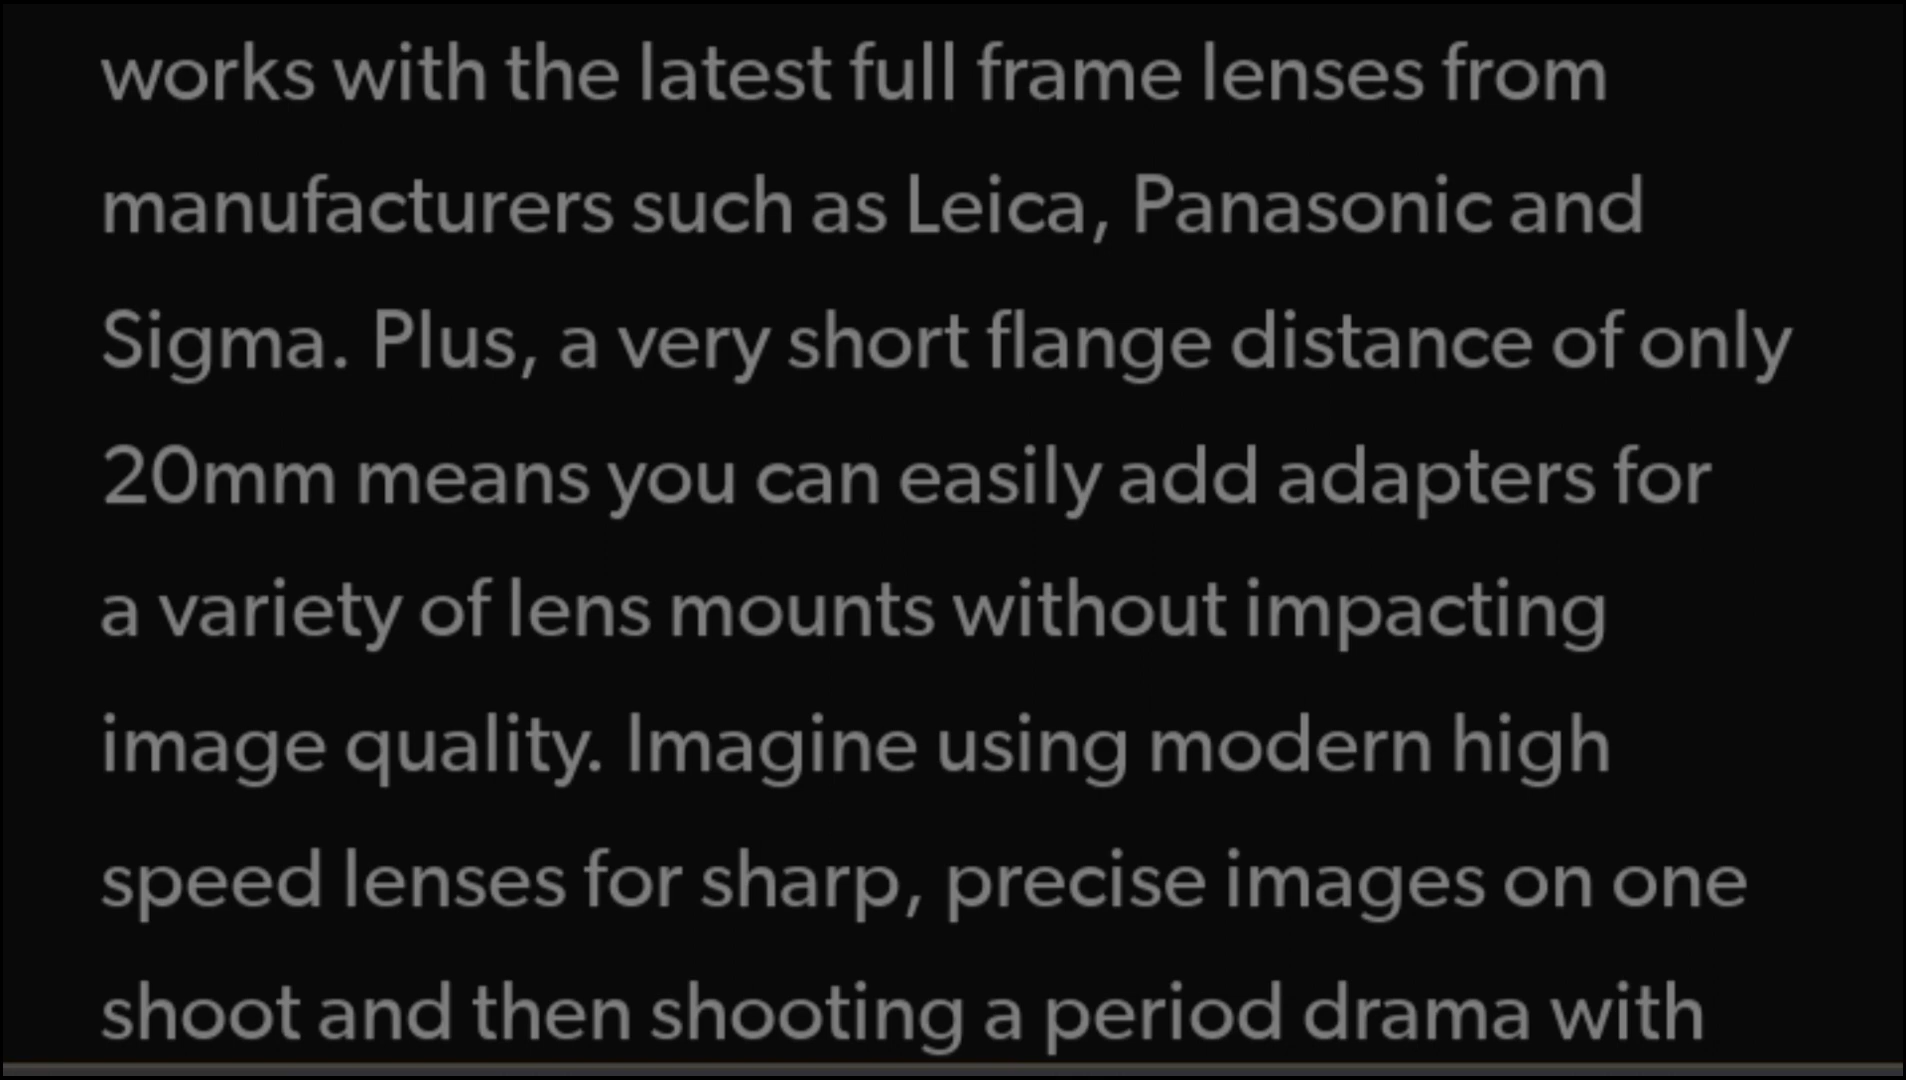 works with the latest full frame lenses from
manufacturers such as Leica, Panasonic and
Sigma. Plus, a very short flange distance of only
20mm means you can easily add adapters for
a variety of lens mounts without impacting
image quality. Imagine using modern high
speed lenses for sharp, precise images on one
shoot and then shooting a period drama with